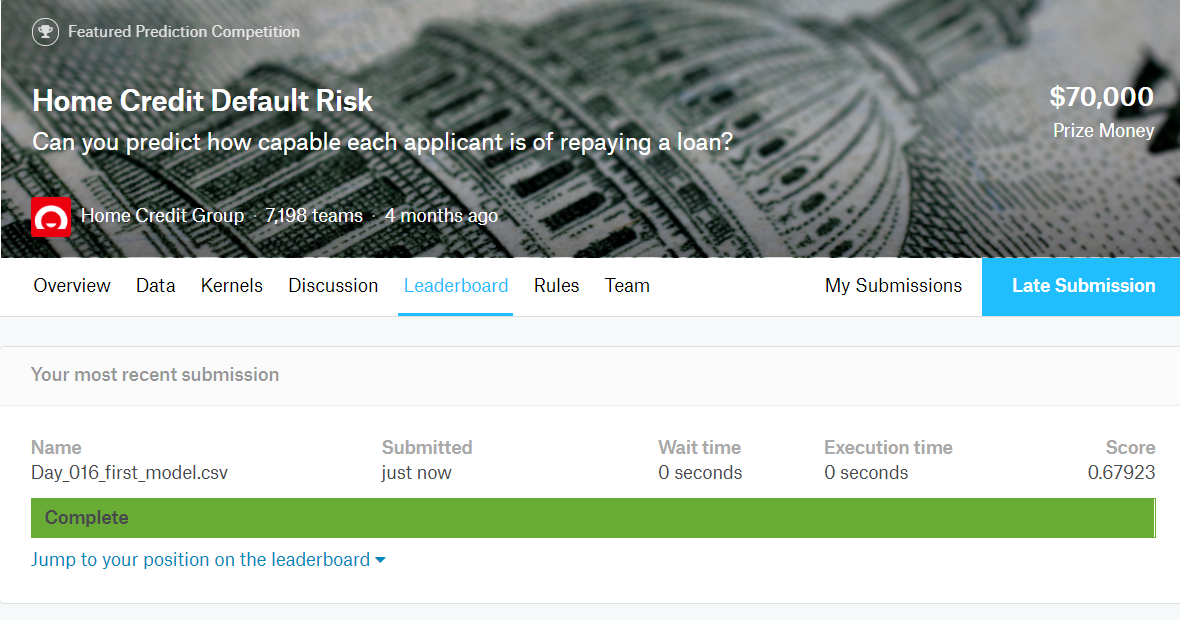 Featured Prediction Competition
Home Credit Default Risk
$70,000
Can you predict how capable each applicant is of repaying a loan?
Prize Money
Home Credit Group · 7,198 teams · 4 months ago
Overview Data Kernels Discussion Leaderboard Rules Team My Submissions Late Submission
Your most recent submission
Name Submitted Wait time Execution time Score
Day_016_first_model.csv just now 0 seconds 0 seconds 0.67923
Complete
Jump to your position on the leaderboard